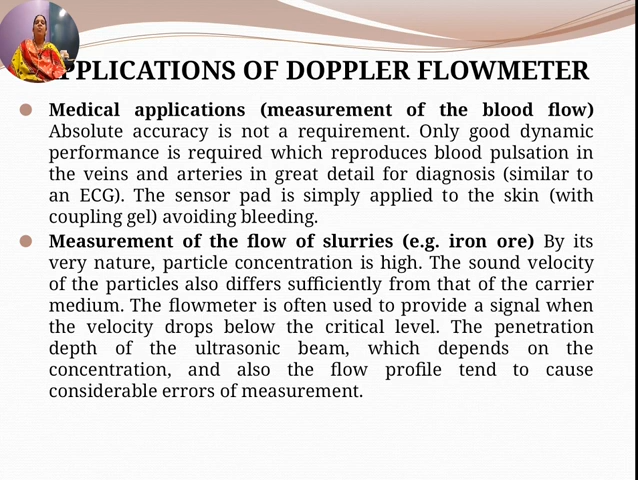 PPLICATIONS OF DOPPLER FLOWMETER
Medical applications (measurement of the blood flow)
Absolute accuracy is not a requirement. Only good dynamic
performance is required which reproduces blood pulsation in
the veins and arteries in great detail for diagnosis (similar to
an ECG). The sensor pad is simply applied to the skin (with
coupling gel) avoiding bleeding.
Measurement of the flow of slurries (e.g. iron ore) By its
very nature, particle concentration is high. The sound velocity
of the particles also differs sufficiently from that of the carrier
medium. The flowmeter is often used to provide a signal when
the velocity drops below the critical level. The penetration
depth of the ultrasonic beam, which depends on the
concentration, and also the flow profile tend to cause
considerable errors of measurement.